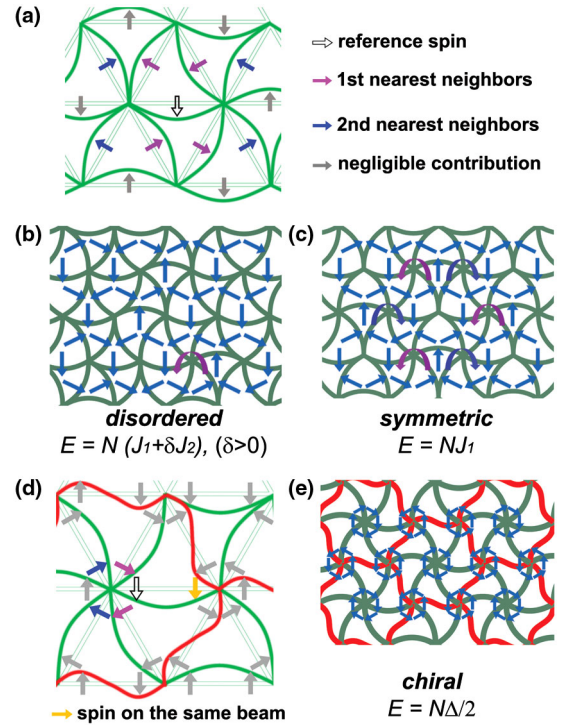 (a)
reference spin
1st nearest neighbors
2nd nearest neighbors
negligible contribution
(b)
(c)
disordered
E = N (J₁+δJ₂), (δ>0)
symmetric
E = NJ₁
(d)
(e)
spin on the same beam
chiral
E = NΔ/2